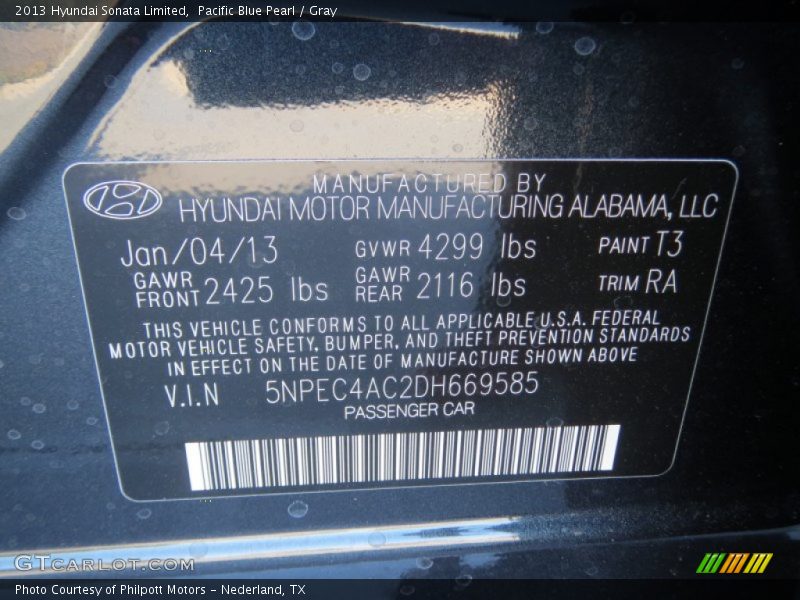 2013 Hyundai Sonata Limited,  Pacific Blue Pearl / Gray
MANUFACTURED BY
HYUNDAI MOTOR MANUFACTURING ALABAMA, LLC
Jan/04/13 GVWR 4299 lbs PAINT T3
GAWR FRONT 2425 lbs GAWR REAR 2116 lbs TRIM RA
THIS VEHICLE CONFORMS TO ALL APPLICABLE U.S.A. FEDERAL
MOTOR VEHICLE SAFETY, BUMPER, AND THEFT PREVENTION STANDARDS
IN EFFECT ON THE DATE OF MANUFACTURE SHOWN ABOVE
V.I.N 5NPEC4AC2DH669585
PASSENGER CAR
GTCARLOT.COM
Photo Courtesy of Philpott Motors - Nederland, TX